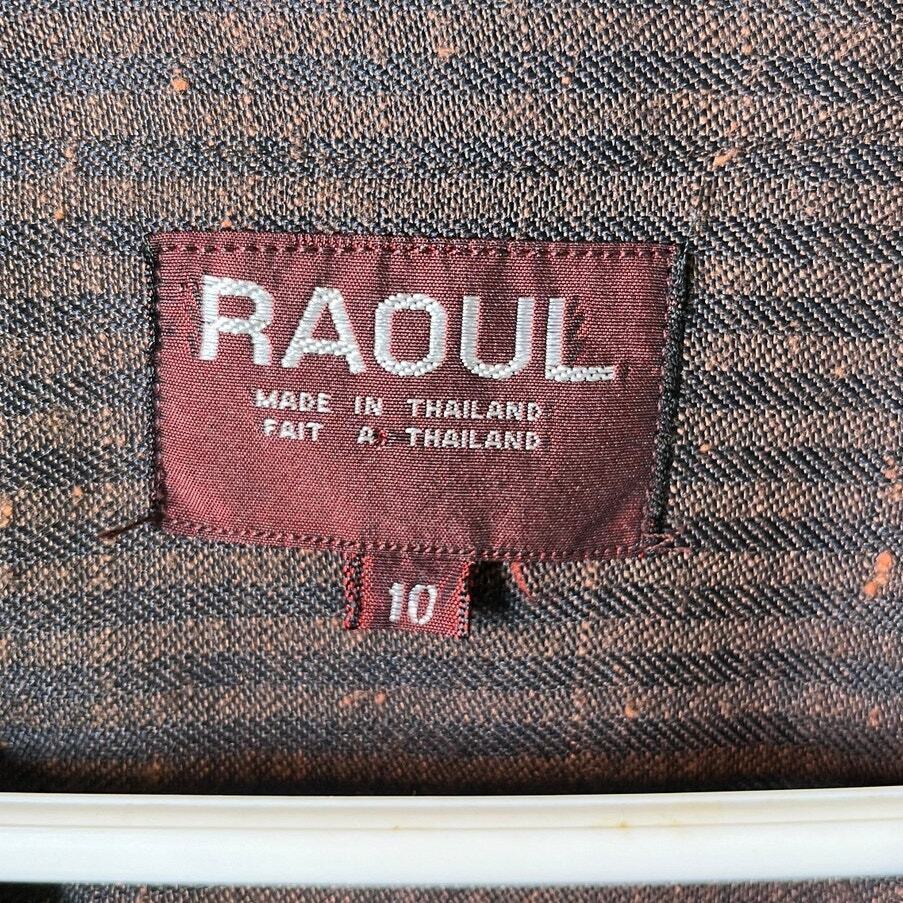 RAOUL
MADE IN THAILAND
FAIT A THAILAND
10